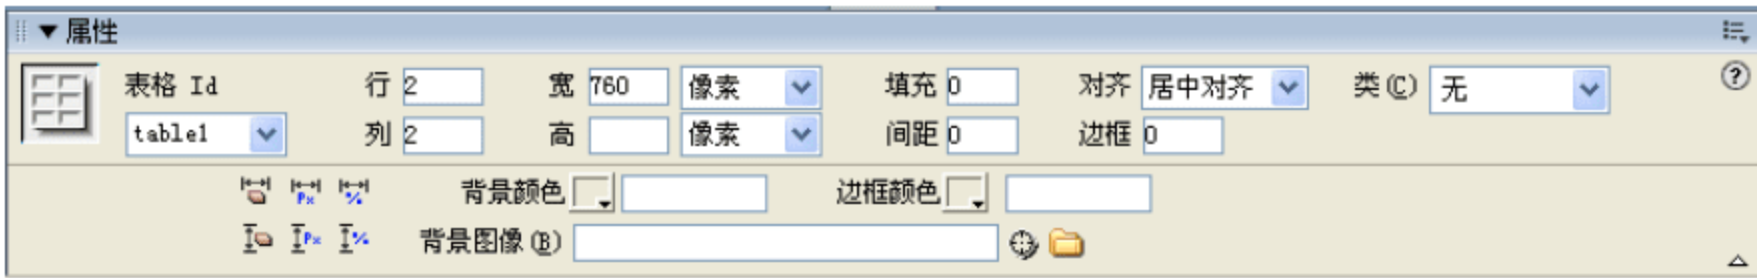 属性
表格 Id 行 2 宽 760 像素 填充 0 对齐 居中对齐 类(C) 无
table1 列 2 高 像素 间距 0 边框 0
背景颜色 边框颜色
背景图像(B)